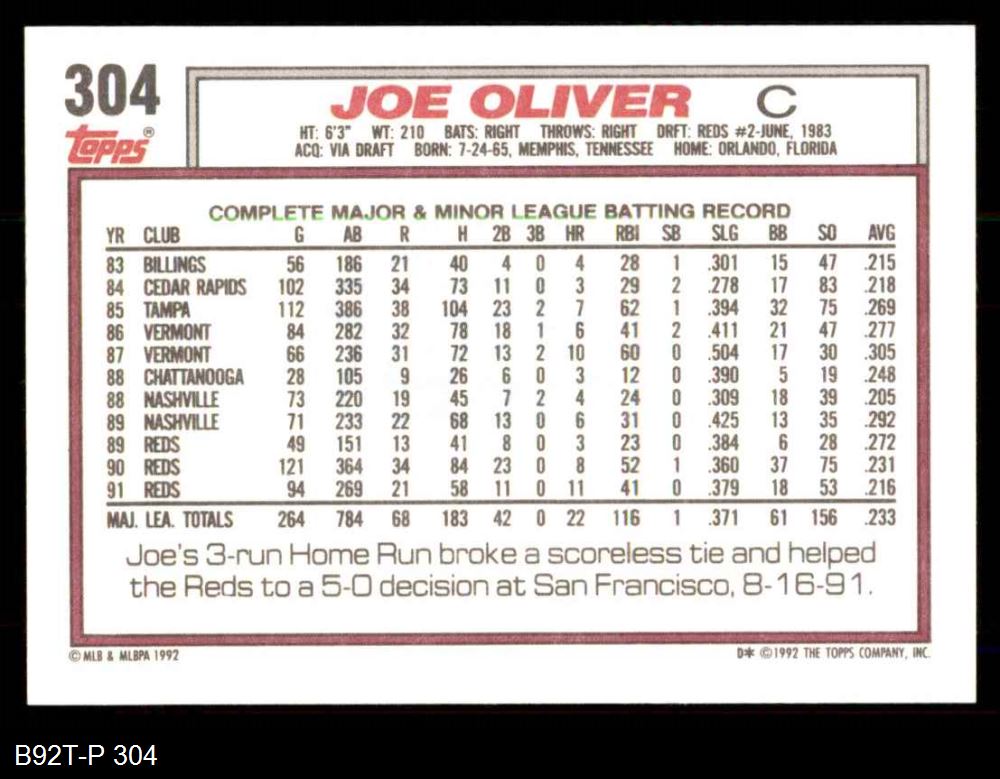 304
JOE OLIVER C
Topps®
HT: 6'3" WT: 210 BATS: RIGHT THROWS: RIGHT DRFT: REDS #2-JUNE, 1983
ACQ: VIA DRAFT BORN: 7-24-65, MEMPHIS, TENNESSEE HOME: ORLANDO, FLORIDA
COMPLETE MAJOR & MINOR LEAGUE BATTING RECORD
YR CLUB G AB R H 2B 3B HR RBI SB SLG BB SO AVG
83 BILLINGS 56 186 21 40 4 0 4 28 1 .301 15 47 .215
84 CEDAR RAPIDS 102 335 34 73 11 0 3 29 2 .278 17 83 .218
85 TAMPA 112 386 38 104 23 2 7 62 1 .394 32 75 .269
86 VERMONT 84 282 32 78 18 1 6 41 2 .411 21 47 .277
87 VERMONT 66 236 31 72 13 2 10 60 0 .504 17 30 .305
88 CHATTANOOGA 28 105 9 26 6 0 3 12 0 .390 5 19 .248
88 NASHVILLE 73 220 19 45 7 2 4 24 0 .309 18 39 .205
89 NASHVILLE 71 233 22 68 13 0 6 31 0 .425 13 35 .292
89 REDS 49 151 13 41 8 0 3 23 0 .384 6 28 .272
90 REDS 121 364 34 84 23 0 8 52 1 .360 37 75 .231
91 REDS 94 269 21 58 11 0 11 41 0 .379 18 53 .216
MAJ. LEA. TOTALS 264 784 68 183 42 0 22 116 1 .371 61 156 .233
Joe's 3-run Home Run broke a scoreless tie and helped
the Reds to a 5-0 decision at San Francisco, 8-16-91.
© MLB & MLBPA 1992 D* ©1992 THE TOPPS COMPANY, INC.
B92T-P 304